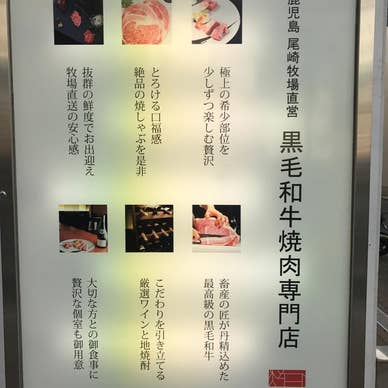 鹿児島 尾崎牧場直営
黒毛和牛焼肉専門店
極上の希少部位を
少しずつ楽しむ贅沢
とろける口福感
絶品の焼しゃぶを是非
抜群の鮮度でお出迎え
牧場直送の安心感
畜産の匠が丹精込めた
最高級の黒毛和牛
こだわりを引き立てる
厳選ワインと地焼酎
大切な方との御食事に
贅沢な個室も御用意